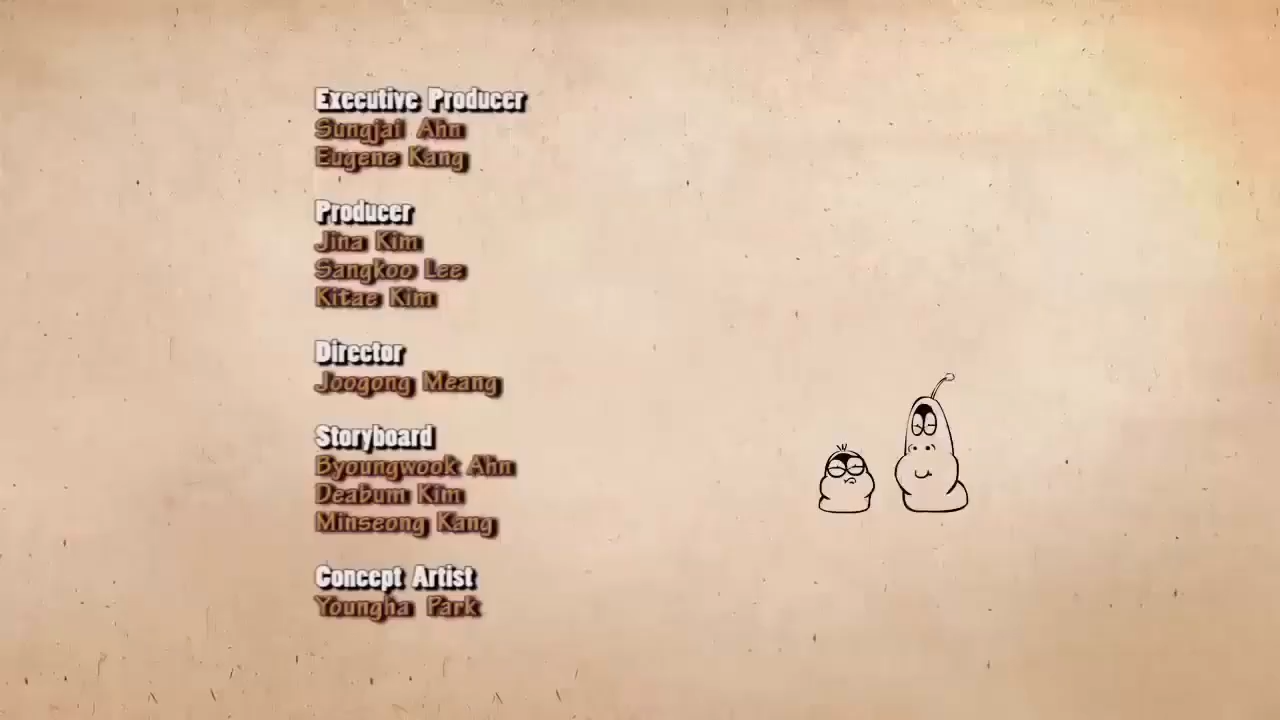 Executive Producer
Sungjai Ahn
Eugene Kang
Producer
Jina Kim
Sangkoo Lee
Kitae Kim
Director
Joogong Meang
Storyboard
Byoungwook Ahn
Deabum Kim
Minseong Kang
Concept Artist
Youngha Park